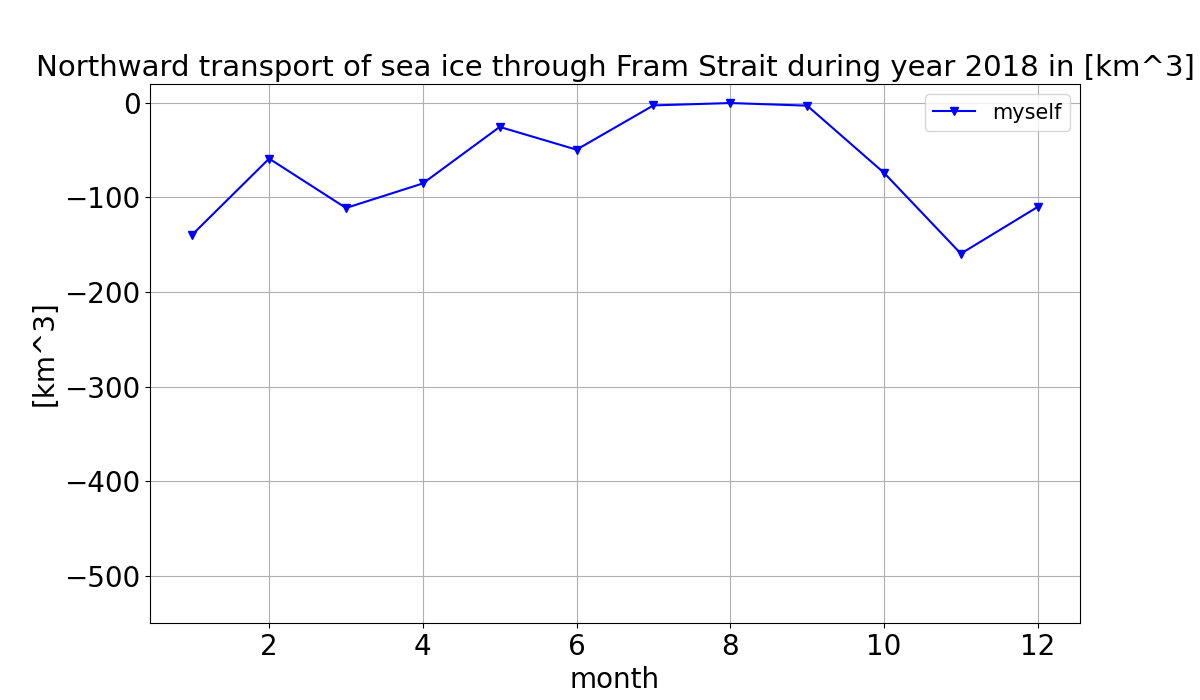 Northward transport of sea ice through Fram Strait during year 2018 in [km^3]
myself
0
−100
−200
−300
−400
−500
[km^3]
2 4 6 8 10 12
month